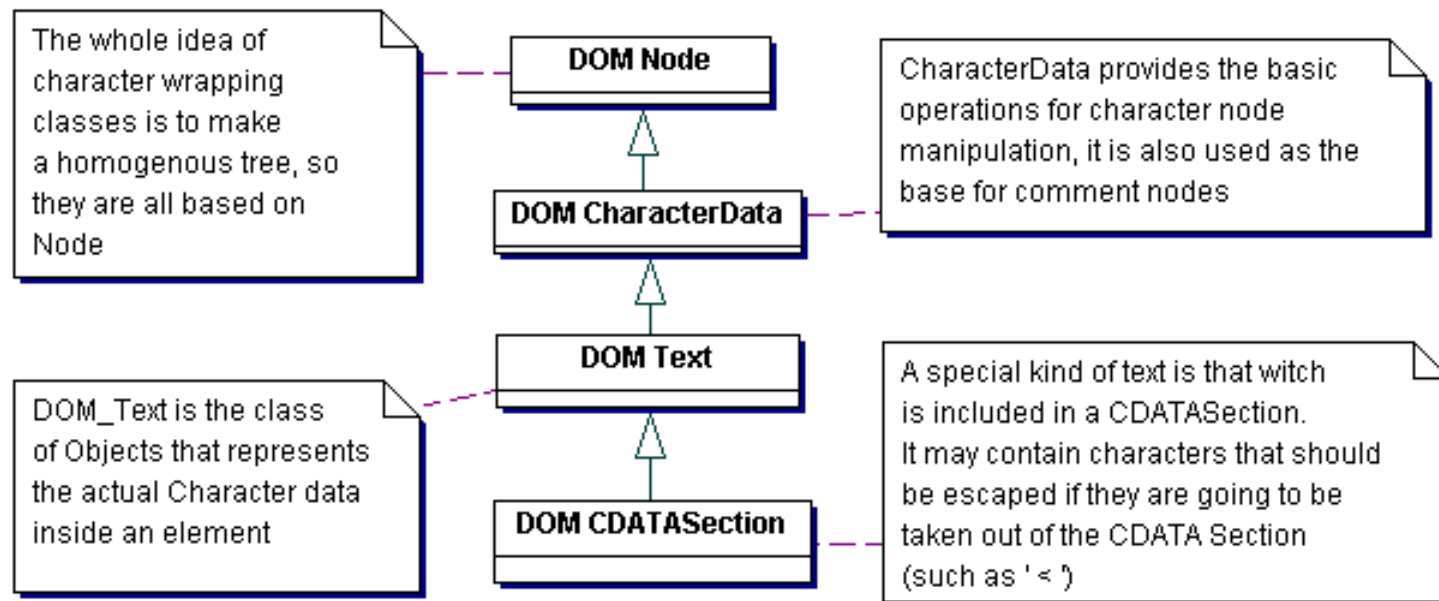 The whole idea of
character wrapping
classes is to make
a homogenous tree, so
they are all based on
Node
DOM Node
CharacterData provides the basic
operations for character node
manipulation, it is also used as the
base for comment nodes
DOM CharacterData
DOM Text
DOM_Text is the class
of Objects that represents
the actual Character data
inside an element
A special kind of text is that witch
is included in a CDATASection.
It may contain characters that should
be escaped if they are going to be
taken out of the CDATA Section
(such as ' < ')
DOM CDATASection